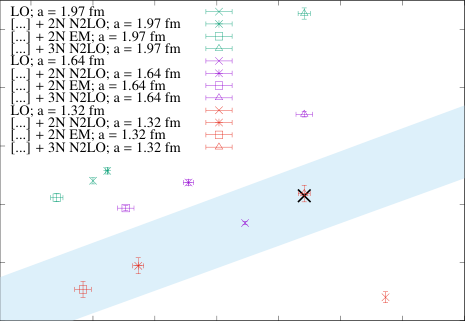 LO; a = 1.97 fm
[...] + 2N N2LO; a = 1.97 fm
[...] + 2N EM; a = 1.97 fm
[...] + 3N N2LO; a = 1.97 fm
LO; a = 1.64 fm
[...] + 2N N2LO; a = 1.64 fm
[...] + 2N EM; a = 1.64 fm
[...] + 3N N2LO; a = 1.64 fm
LO; a = 1.32 fm
[...] + 2N N2LO; a = 1.32 fm
[...] + 2N EM; a = 1.32 fm
[...] + 3N N2LO; a = 1.32 fm